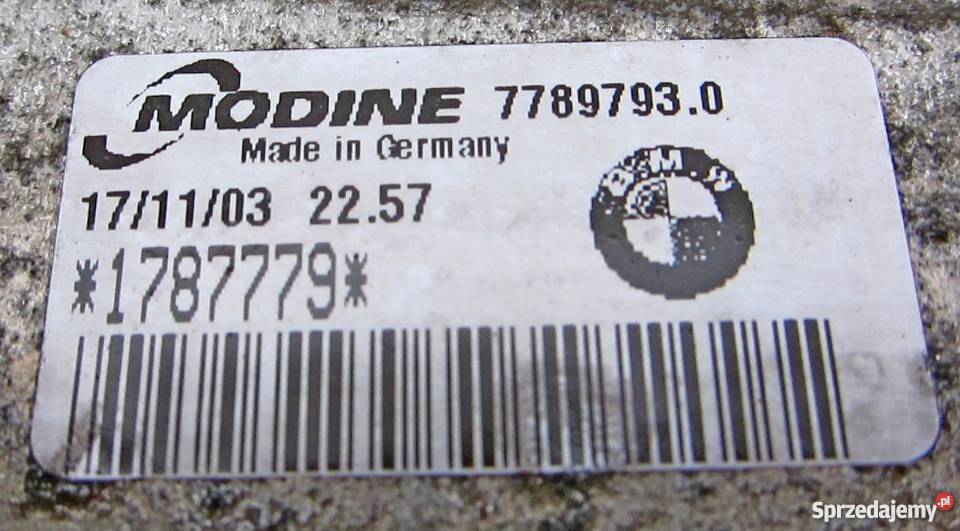 MODINE 7789793.0
Made in Germany
BMW
17/11/03 22.57
*1787779*
Sprzedajemy.pl